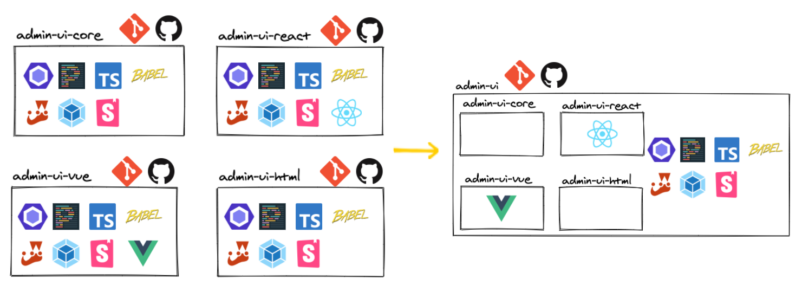 admin-ui-core
admin-ui-react
TS
BABEL
S
TS
BABEL
S
admin-ui-vue
admin-ui-html
TS
BABEL
S
TS
BABEL
S
admin-ui
admin-ui-core
admin-ui-react
TS
BABEL
S
admin-ui-vue
admin-ui-html